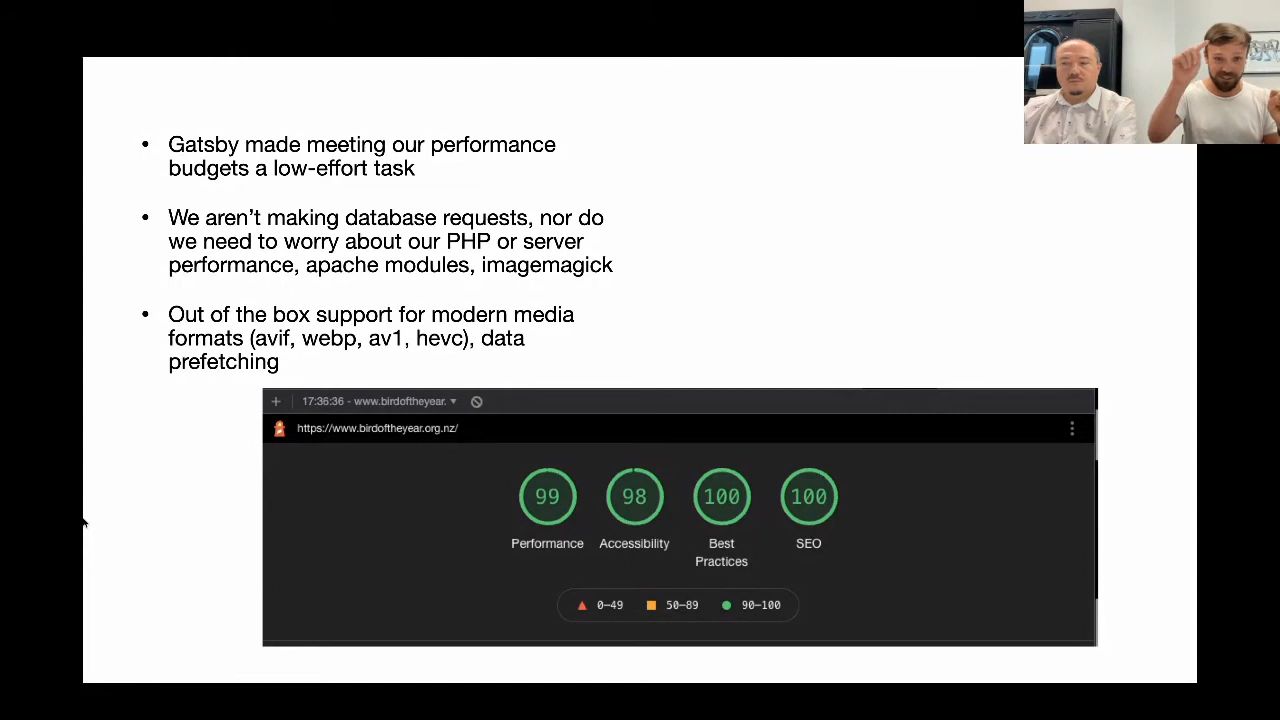 • Gatsby made meeting our performance
budgets a low-effort task
• We aren’t making database requests, nor do
we need to worry about our PHP or server
performance, apache modules, imagemagick
• Out of the box support for modern media
formats (avif, webp, av1, hevc), data
prefetching
17:36:36 - www.birdoftheyear.
https://www.birdoftheyear.org.nz/
99 98 100 100
Performance Accessibility Best SEO
Practices
0–49 50–89 90–100